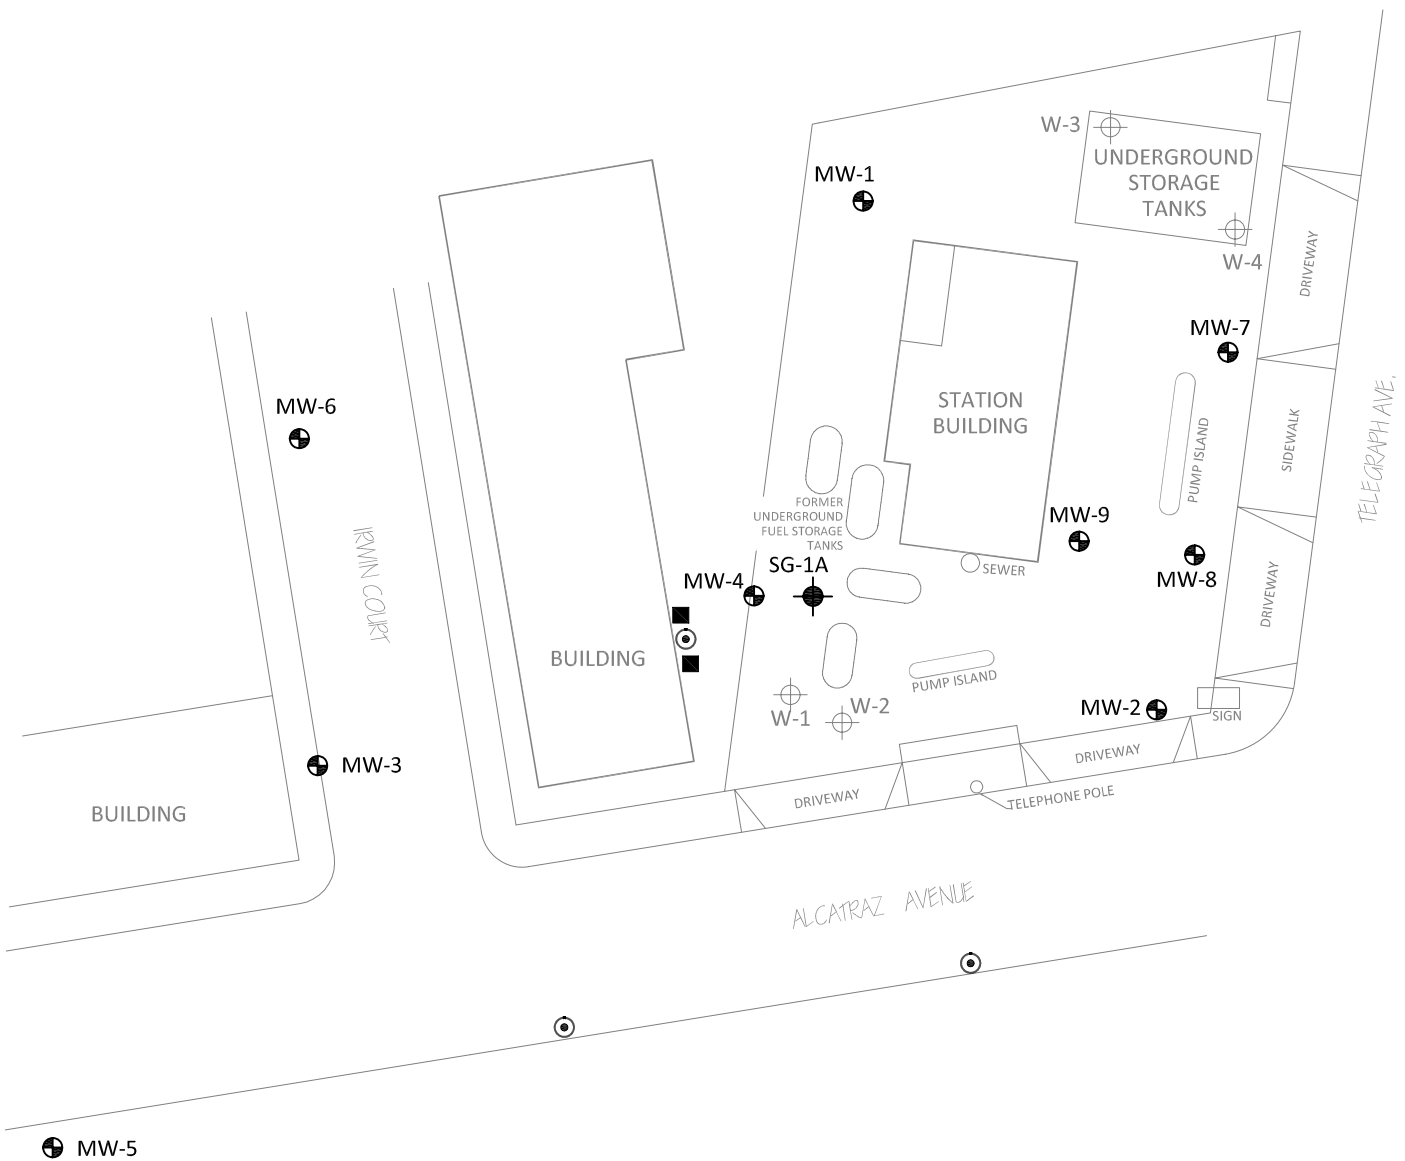 W-3
UNDERGROUND
STORAGE
TANKS
MW-1
W-4
DRIVEWAY
MW-7
MW-6
STATION
BUILDING
PUMP ISLAND
SIDEWALK
TELEGRAPH AVE.
FORMER
UNDERGROUND
FUEL STORAGE
TANKS
MW-9
IRWIN COURT
SG-1A
MW-4
SEWER
MW-8
DRIVEWAY
BUILDING
PUMP ISLAND
W-1
W-2
MW-2
SIGN
MW-3
DRIVEWAY
DRIVEWAY
TELEPHONE POLE
BUILDING
ALCATRAZ AVENUE
MW-5